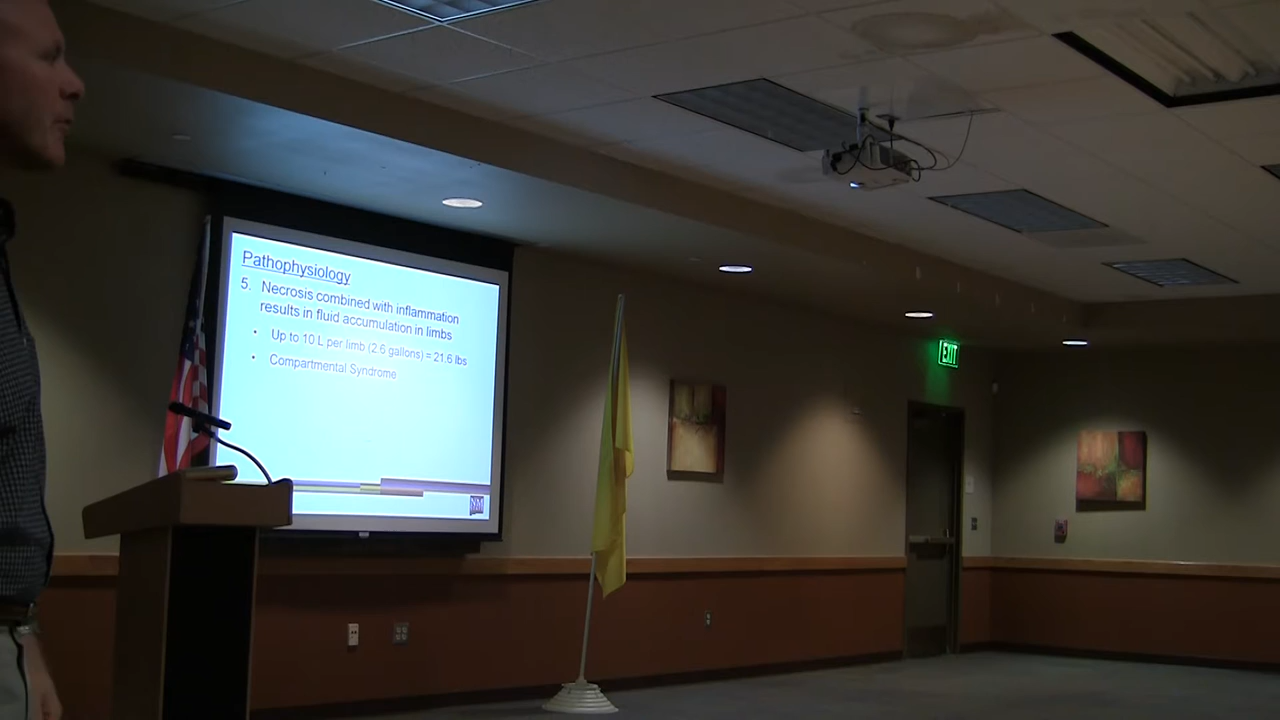 Pathophysiology
5. Necrosis combined with inflammation
results in fluid accumulation in limbs
• Up to 10 L per limb (2.6 gallons) = 21.6 lbs
• Compartmental Syndrome
NM
EXIT